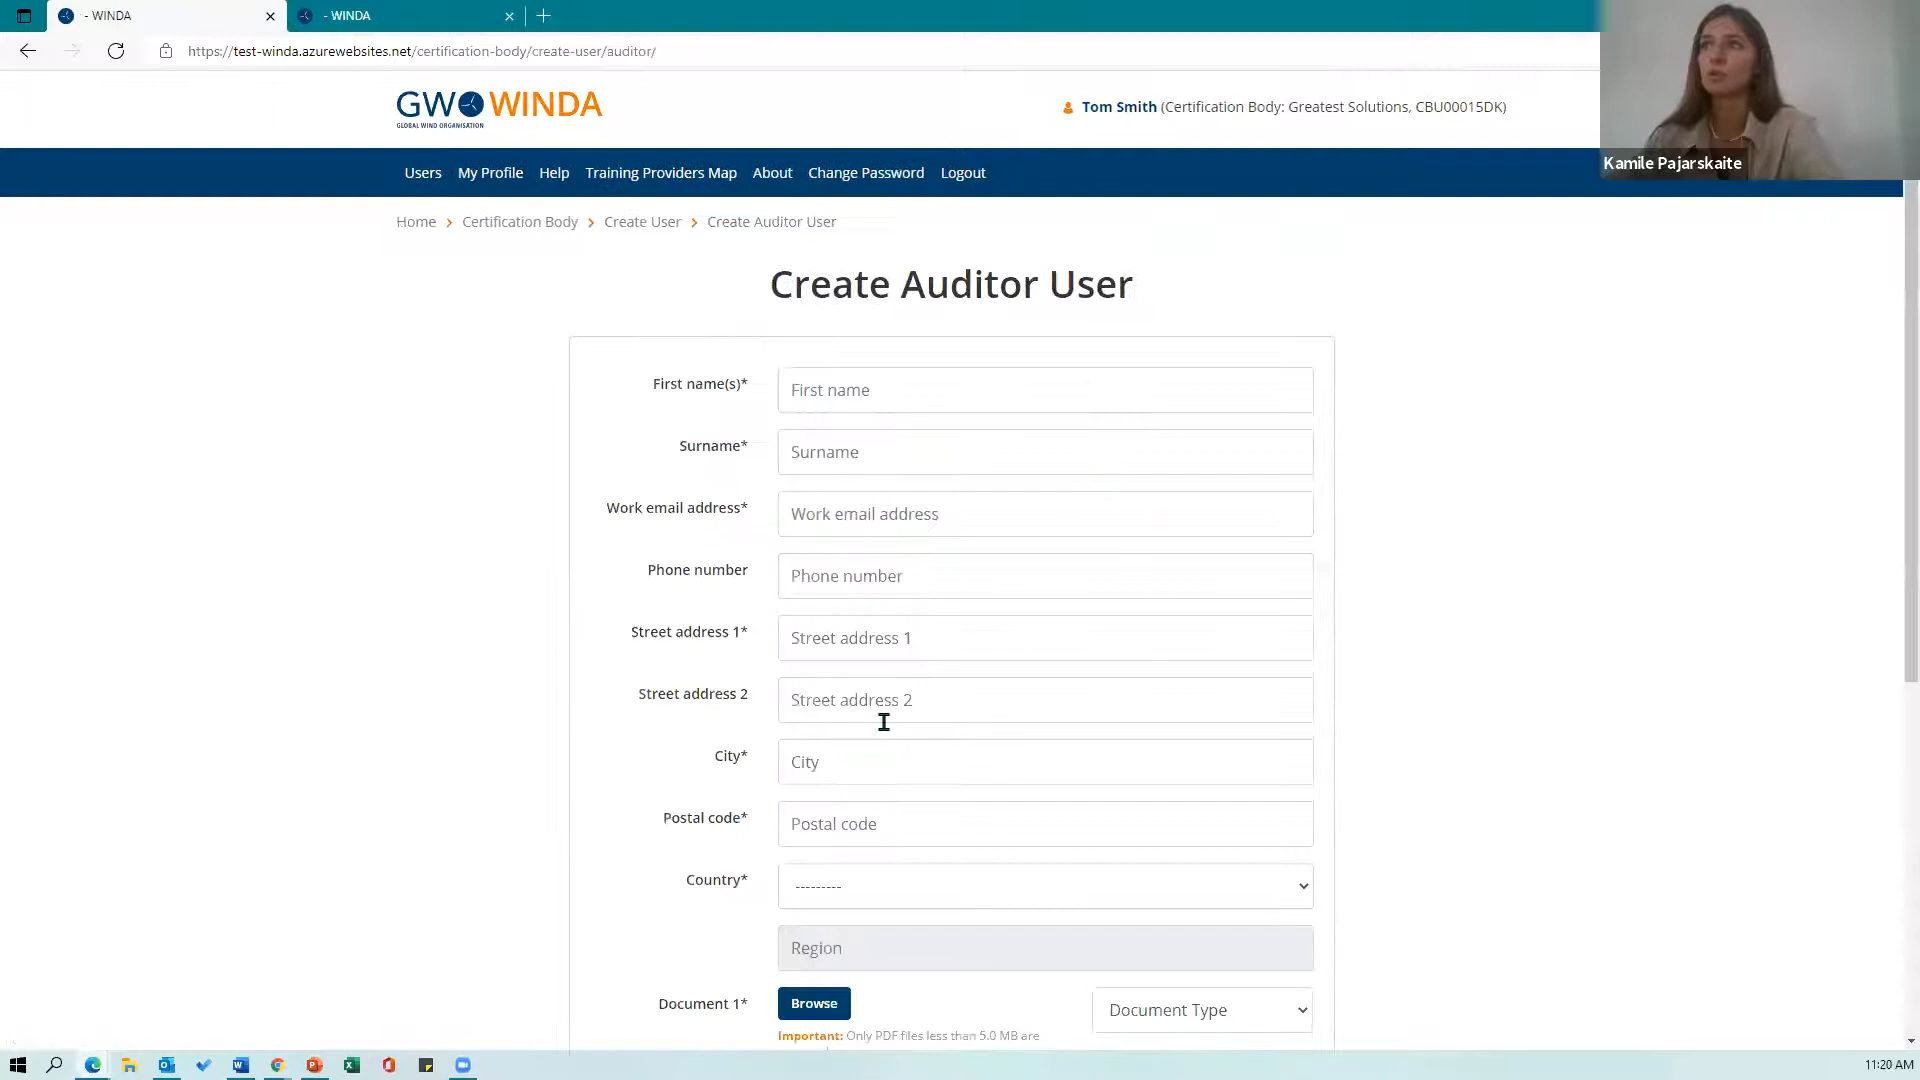 - WINDA
- WINDA
https://test-winda.azurewebsites.net/certification-body/create-user/auditor/
GWO WINDA
GLOBAL WIND ORGANISATION
Tom Smith (Certification Body: Greatest Solutions, CBU00015DK)
Kamile Pajarskaite
Users My Profile Help Training Providers Map About Change Password Logout
Home > Certification Body > Create User > Create Auditor User
Create Auditor User
First name(s)* First name
Surname* Surname
Work email address* Work email address
Phone number Phone number
Street address 1* Street address 1
Street address 2 Street address 2
City* City
Postal code* Postal code
Country* ---------
Region
Document 1* Browse Document Type
Important: Only PDF files less than 5.0 MB are
11:20 AM